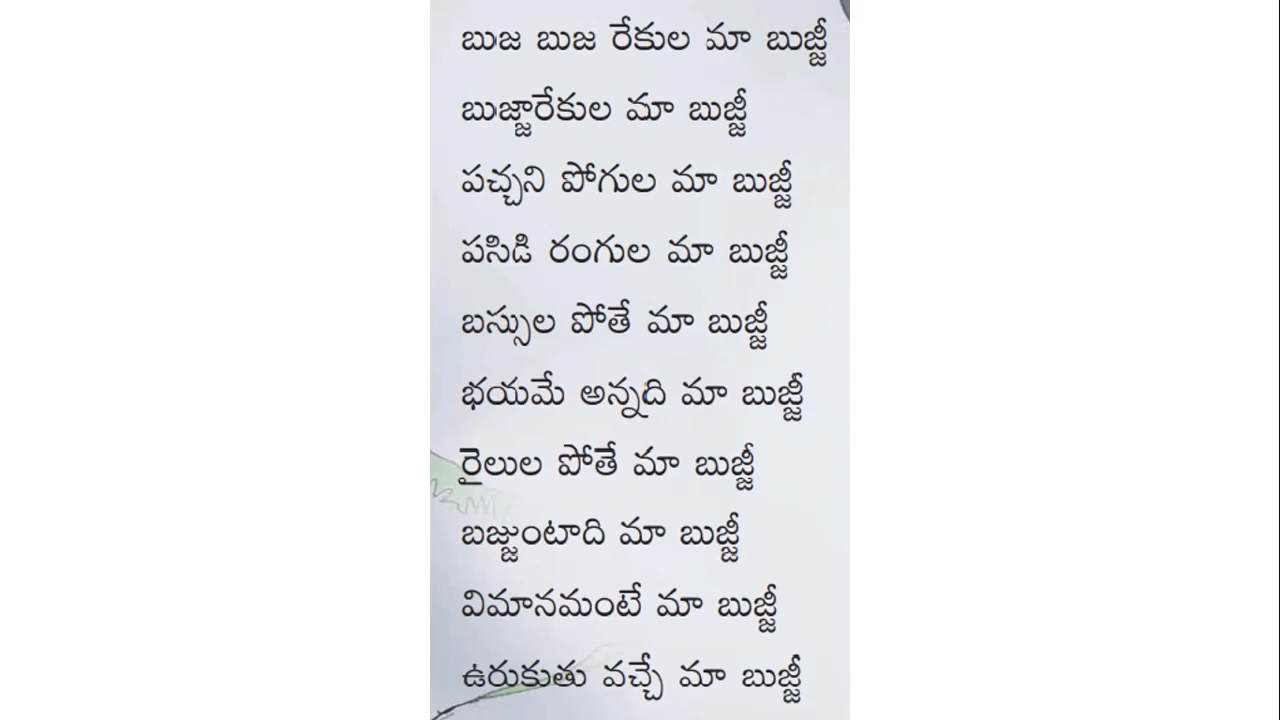 బుజ బుజ రేకుల మా బుజ్జీ
బుజ్జారేకుల మా బుజ్జీ
పచ్చని పోగుల మా బుజ్జీ
పసిడి రంగుల మా బుజ్జీ
బస్సుల పోతే మా బుజ్జీ
భయమే అన్నది మా బుజ్జీ
రైలుల పోతే మా బుజ్జీ
బజ్జుంటాది మా బుజ్జీ
విమానమంటే మా బుజ్జీ
ఉరుకుతు వచ్చే మా బుజ్జీ